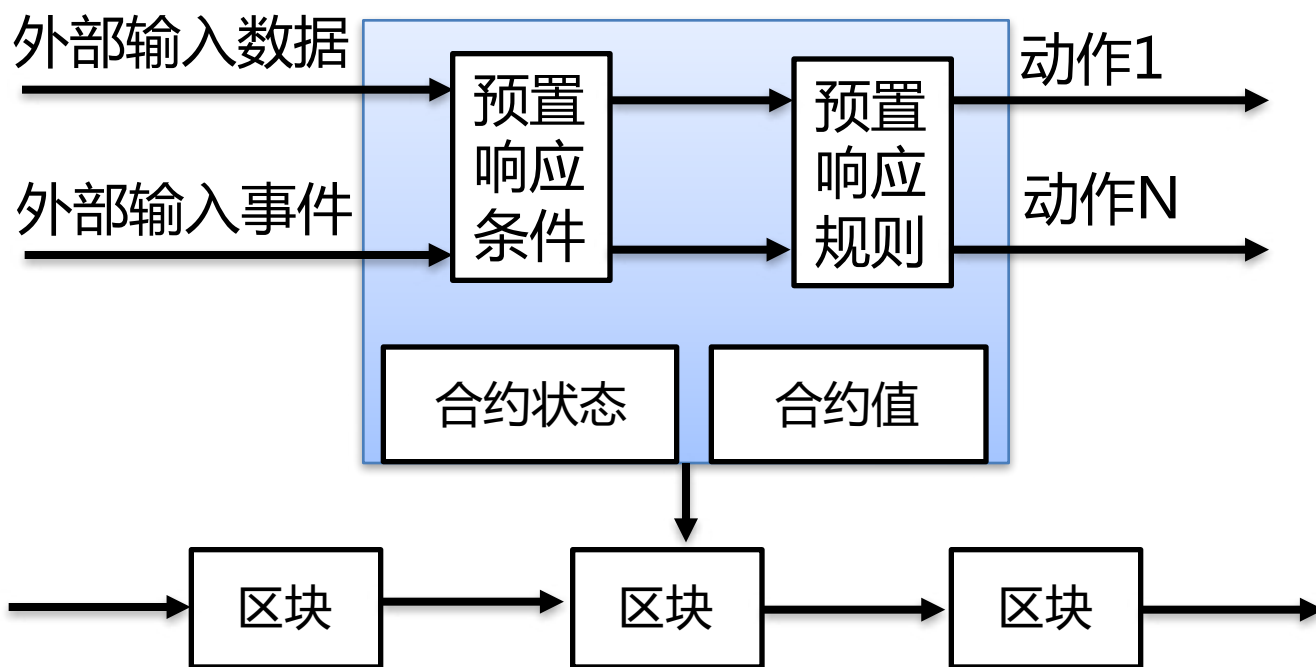 外部输入数据
外部输入事件
预置
响应
条件
预置
响应
规则
动作1
动作N
合约状态
合约值
区块
区块
区块